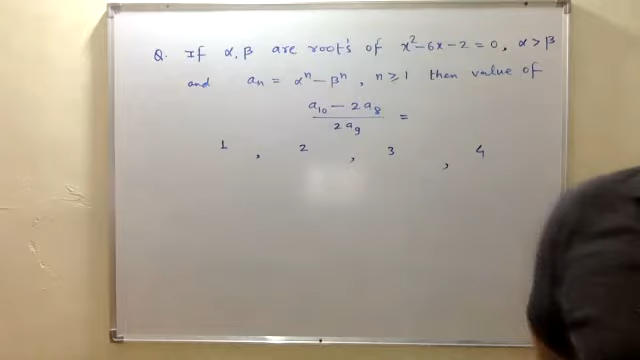 Q. If α, β are root's of x² - 6x - 2 = 0, α > β
and aₙ = αⁿ - βⁿ, n ≥ 1 then value of
(a₁₀ - 2a₈) / 2a₉ =
1 , 2 , 3 , 4